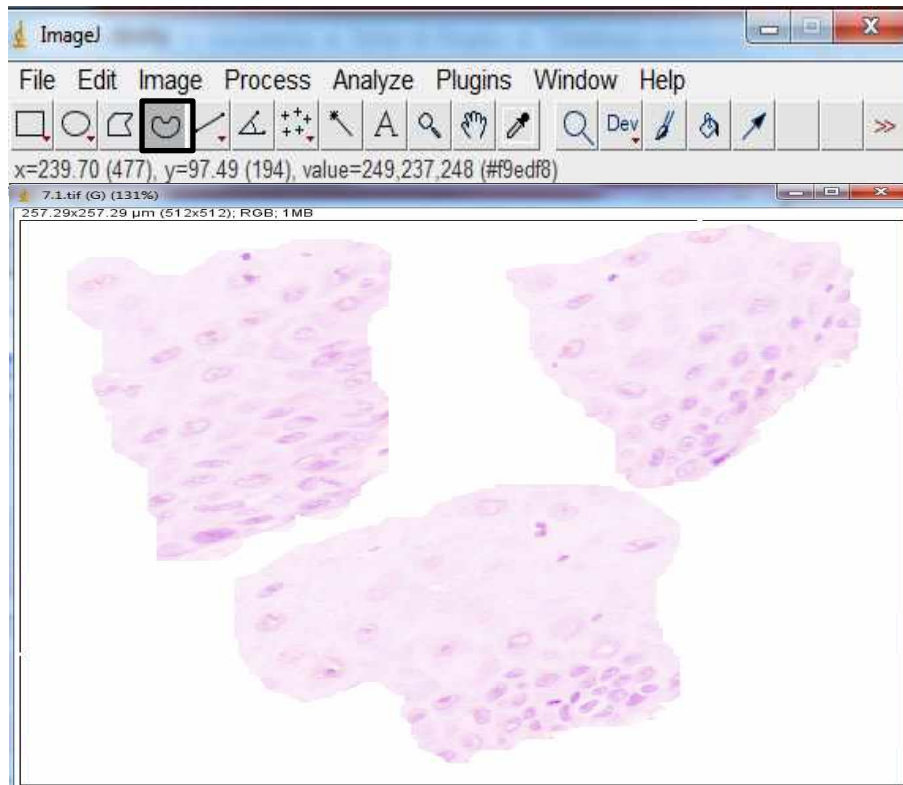 ImageJ
File Edit Image Process Analyze Plugins Window Help
A Dev >>
x=239.70 (477), y=97.49 (194), value=249,237,248 (#f9edf8)
7.1.tif (G) (131%)
257.29x257.29 µm (512x512); RGB; 1MB